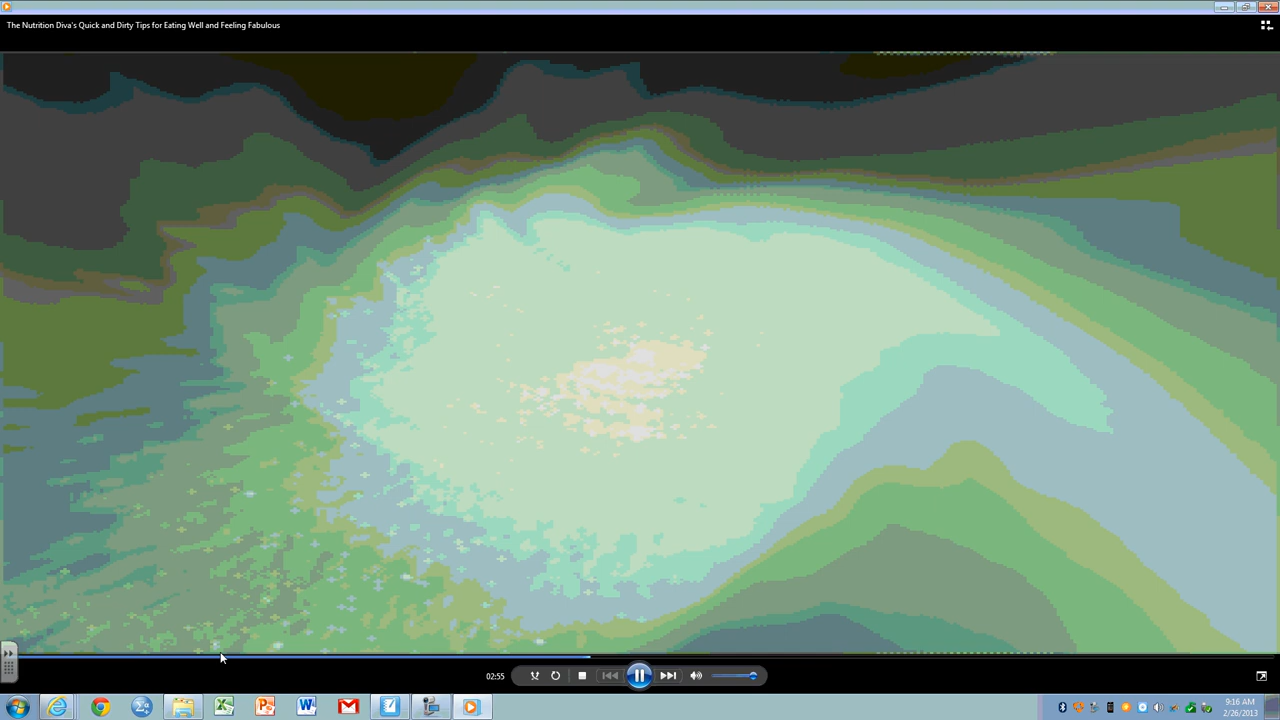 The Nutrition Diva's Quick and Dirty Tips for Eating Well and Feeling Fabulous
02:55
9:16 AM
2/26/2013